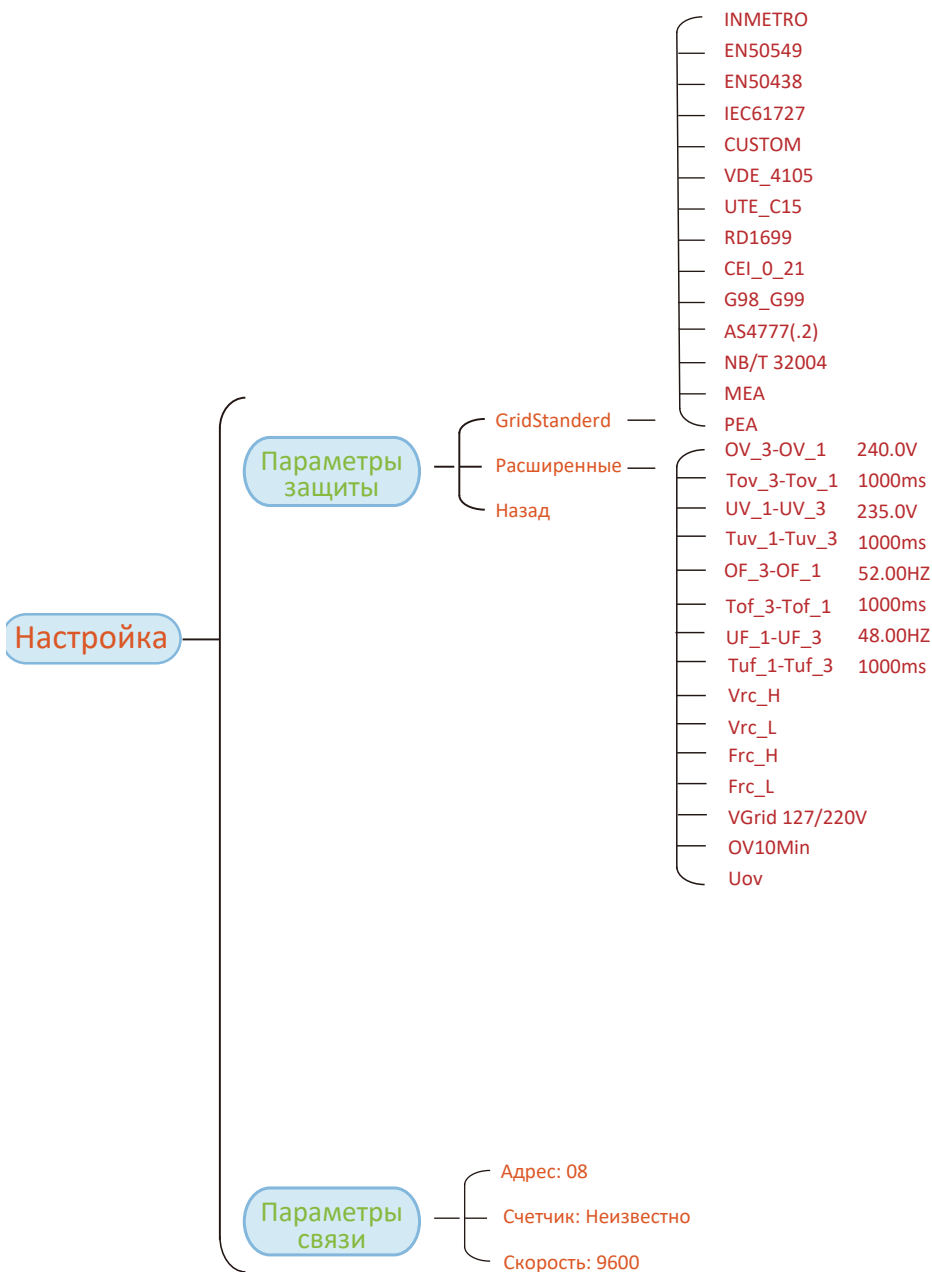 INMETRO
EN50549
EN50438
IEC61727
CUSTOM
VDE_4105
UTE_C15
RD1699
CEI_0_21
G98_G99
AS4777(.2)
NB/T 32004
MEA
PEA
GridStanderd
Параметры
защиты
Расширенные
Назад
OV_3-OV_1 240.0V
Tov_3-Tov_1 1000ms
UV_1-UV_3 235.0V
Tuv_1-Tuv_3 1000ms
OF_3-OF_1 52.00HZ
Tof_3-Tof_1 1000ms
UF_1-UF_3 48.00HZ
Tuf_1-Tuf_3 1000ms
Vrc_H
Vrc_L
Frc_H
Frc_L
VGrid 127/220V
OV10Min
Uov
Настройка
Параметры
связи
Адрес: 08
Счетчик: Неизвестно
Скорость: 9600